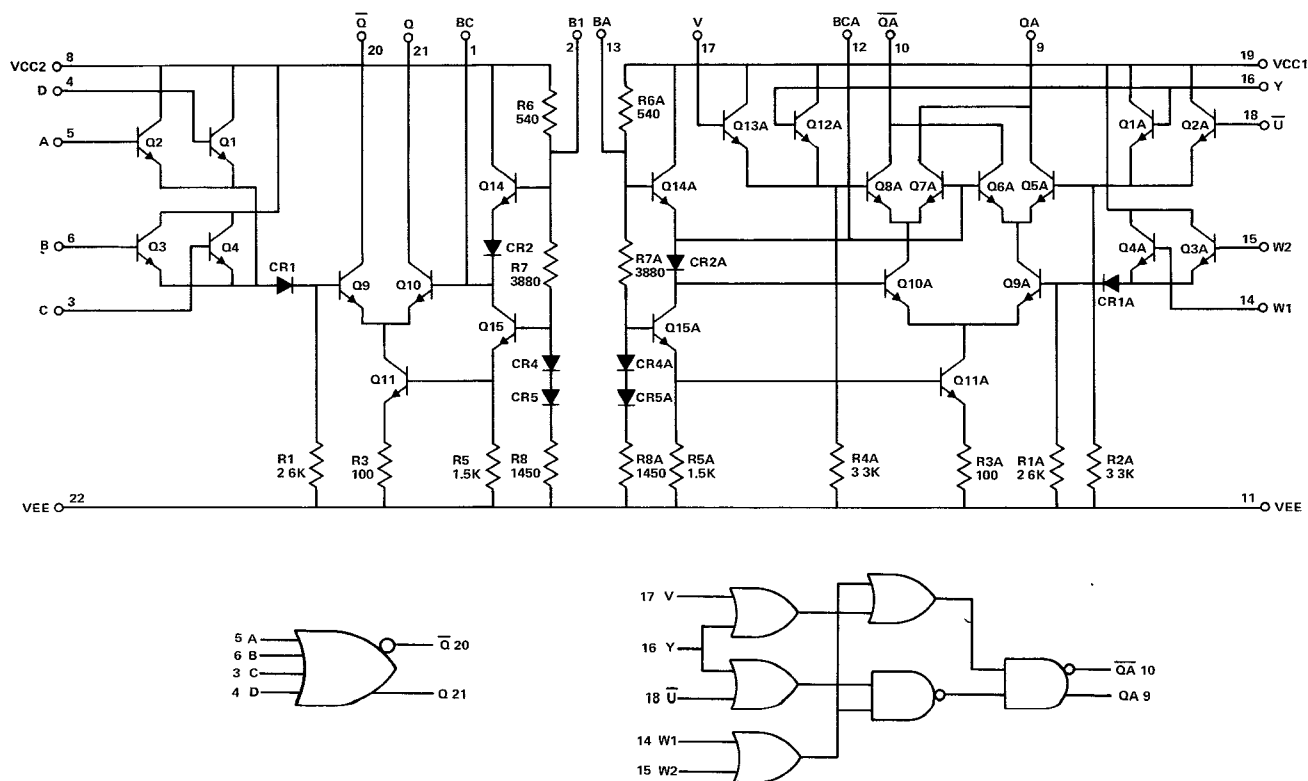 Q̅ Q BC B1 BA V BCA Q̅A̅ QA
20 21 1 2 13 17 12 10 9
VCC2 8
19 VCC1
D 4
16 Y
R6 540
R6A 540
A 5
Q2 Q1
Q13A Q12A
Q1A Q2A
18 U̅
Q14 Q14A
Q8A Q7A Q6A Q5A
B 6
Q3 Q4
CR2
CR2A
Q4A Q3A
15 W2
CR1
R7 3880
R7A 3880
Q9 Q10
Q10A Q9A
CR1A
C 3
14 W1
Q15 Q15A
CR4 CR4A
Q11
Q11A
CR5 CR5A
R1 2 6K
R3 100
R5 1.5K
R8 1450
R8A 1450
R5A 1.5K
R4A 3 3K
R3A 100
R1A 2 6K
R2A 3 3K
VEE 22
11 VEE
5 A
6 B
3 C
4 D
Q̅ 20
Q 21
17 V
16 Y
18 U̅
14 W1
15 W2
Q̅A̅ 10
QA 9